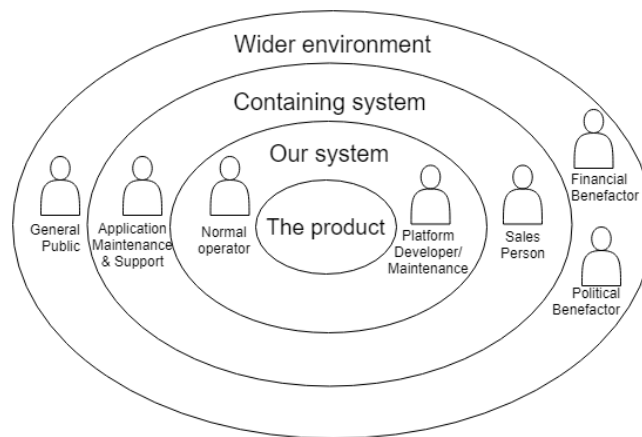 Wider environment
Containing system
Our system
The product
General
Public
Application
Maintenance
& Support
Normal
operator
Platform
Developer/
Maintenance
Sales
Person
Financial
Benefactor
Political
Benefactor